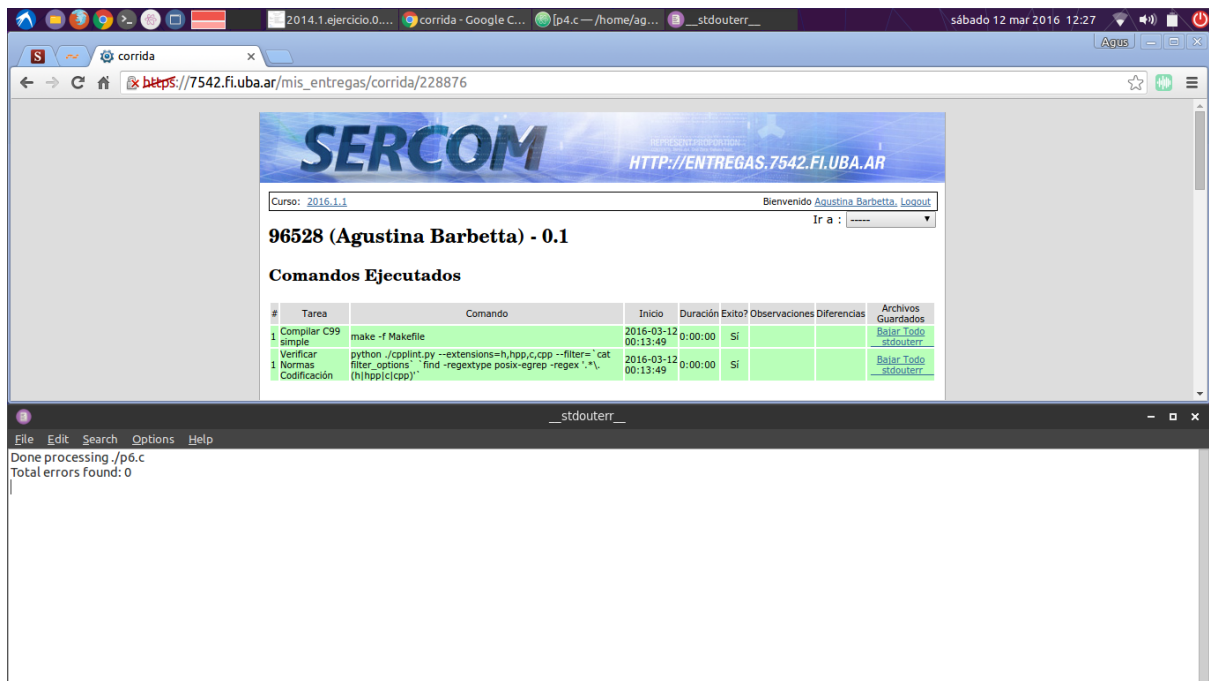 2014.1.ejercicio.0....
corrida - Google C...
[p4.c — /home/ag...
__stdouterr__
sábado 12 mar 2016 12:27
corrida
Agus
https://7542.fi.uba.ar/mis_entregas/corrida/228876
SERCOM
HTTP://ENTREGAS.7542.FI.UBA.AR
Curso: 2016.1.1
Bienvenido Agustina Barbetta. Logout
Ir a : -----
96528 (Agustina Barbetta) - 0.1
Comandos Ejecutados
# Tarea Comando Inicio Duración Exito? Observaciones Diferencias Archivos
Guardados
1 Compilar C99
simple
make -f Makefile
2016-03-12
00:13:49
0:00:00
Sí
Bajar Todo
__stdouterr__
1 Verificar
Normas
Codificación
python ./cpplint.py --extensions=h,hpp,c,cpp --filter=`cat
filter_options` `find -regextype posix-egrep -regex '.*\.
(h|hpp|c|cpp)'`
2016-03-12
00:13:49
0:00:00
Sí
Bajar Todo
__stdouterr__
__stdouterr__
File Edit Search Options Help
Done processing ./p6.c
Total errors found: 0